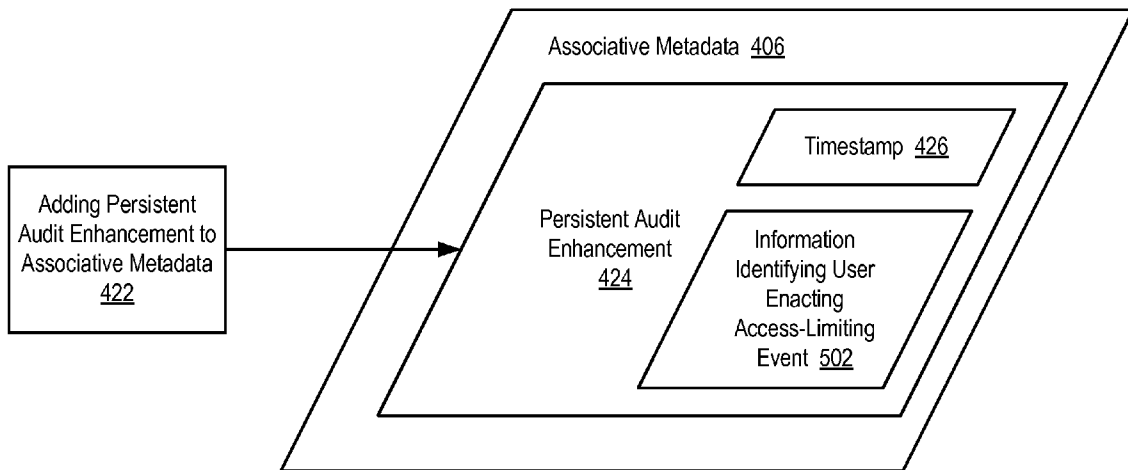 Associative Metadata 406
Timestamp 426
Adding Persistent
Audit Enhancement to
Associative Metadata
422
Persistent Audit
Enhancement
424
Information
Identifying User
Enacting
Access-Limiting
Event 502